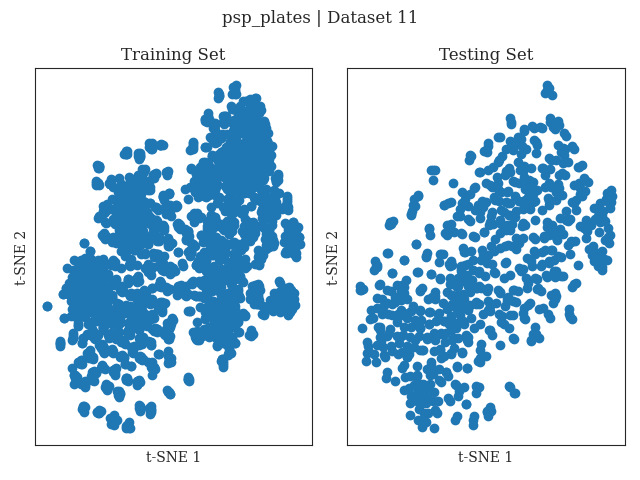 psp_plates | Dataset 11
Training Set
Testing Set
t-SNE 2
t-SNE 2
t-SNE 1
t-SNE 1